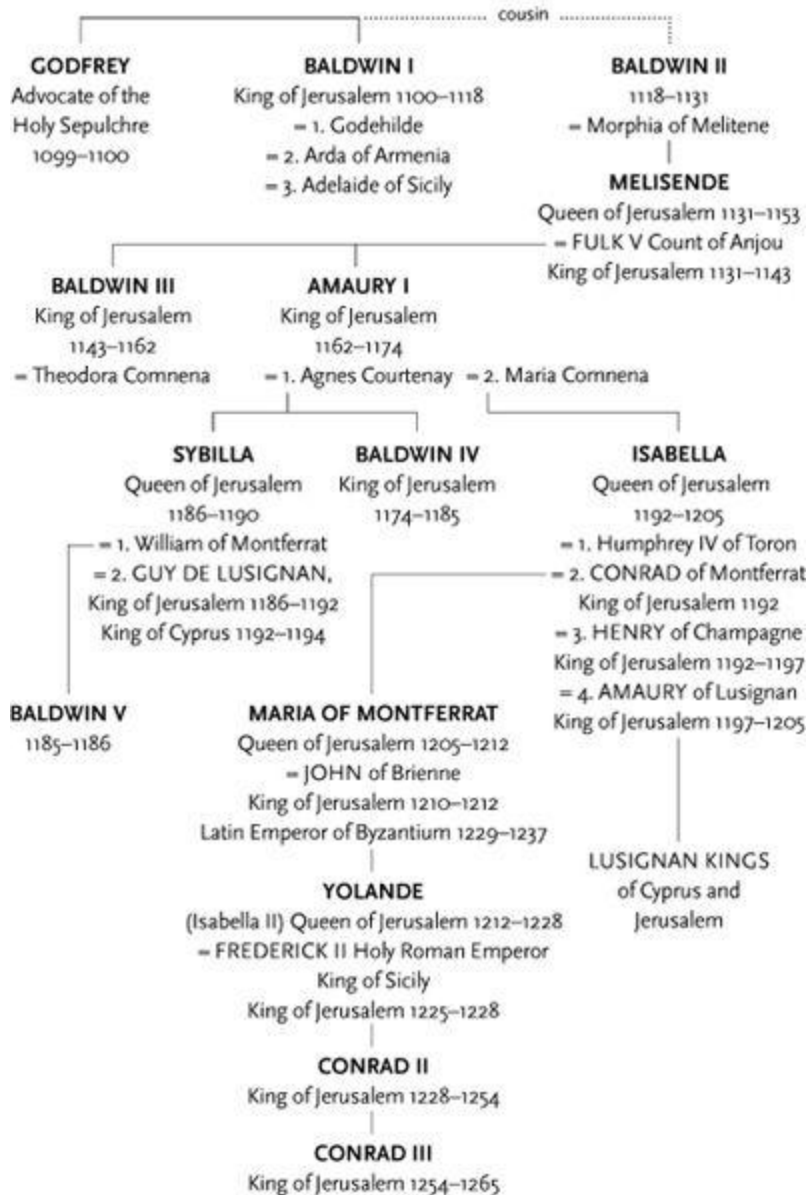 cousin
GODFREY
Advocate of the
Holy Sepulchre
1099–1100
BALDWIN I
King of Jerusalem 1100–1118
= 1. Godehilde
= 2. Arda of Armenia
= 3. Adelaide of Sicily
BALDWIN II
1118–1131
= Morphia of Melitene
MELISENDE
Queen of Jerusalem 1131–1153
= FULK V Count of Anjou
King of Jerusalem 1131–1143
BALDWIN III
King of Jerusalem
1143–1162
= Theodora Comnena
AMAURY I
King of Jerusalem
1162–1174
= 1. Agnes Courtenay
= 2. Maria Comnena
SYBILLA
Queen of Jerusalem
1186–1190
= 1. William of Montferrat
= 2. GUY DE LUSIGNAN,
King of Jerusalem 1186–1192
King of Cyprus 1192–1194
BALDWIN IV
King of Jerusalem
1174–1185
ISABELLA
Queen of Jerusalem
1192–1205
= 1. Humphrey IV of Toron
= 2. CONRAD of Montferrat
King of Jerusalem 1192
= 3. HENRY of Champagne
King of Jerusalem 1192–1197
= 4. AMAURY of Lusignan
King of Jerusalem 1197–1205
BALDWIN V
1185–1186
MARIA OF MONTFERRAT
Queen of Jerusalem 1205–1212
= JOHN of Brienne
King of Jerusalem 1210–1212
Latin Emperor of Byzantium 1229–1237
LUSIGNAN KINGS
of Cyprus and
Jerusalem
YOLANDE
(Isabella II) Queen of Jerusalem 1212–1228
= FREDERICK II Holy Roman Emperor
King of Sicily
King of Jerusalem 1225–1228
CONRAD II
King of Jerusalem 1228–1254
CONRAD III
King of Jerusalem 1254–1265